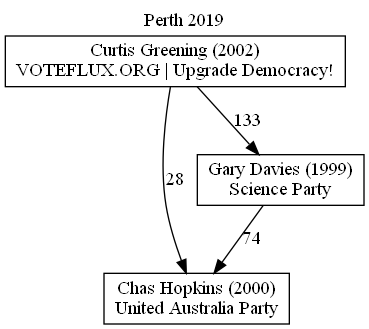 Perth 2019
Curtis Greening (2002)
VOTEFLUX.ORG | Upgrade Democracy!
133
Gary Davies (1999)
Science Party
28
74
Chas Hopkins (2000)
United Australia Party